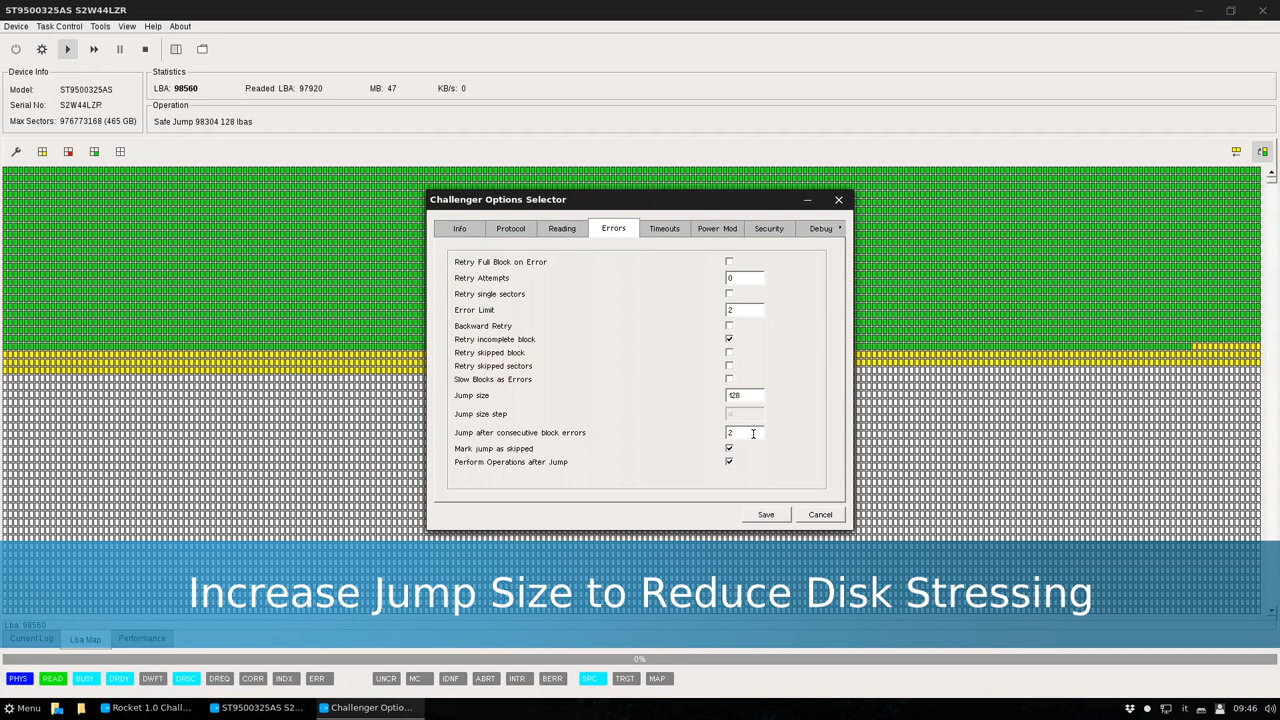 ST9500325AS S2W44LZR
Device Task Control Tools View Help About
Device Info
Model: ST9500325AS
Serial No: S2W44LZR
Max Sectors: 976773168 (465 GB)
Statistics
LBA: 98560 Readed LBA: 97920 MB: 47 KB/s: 0
Operation
Safe Jump 98304 128 lbas
Challenger Options Selector
Info Protocol Reading Errors Timeouts Power Mod Security Debug
Retry Full Block on Error
Retry Attempts 0
Retry single sectors
Error Limit 2
Backward Retry
Retry incomplete block
Retry skipped block
Retry skipped sectors
Slow Blocks as Errors
Jump size 128
Jump size step 4
Jump after consecutive block errors 2
Mark jump as skipped
Perform Operations after Jump
Save Cancel
Increase Jump Size to Reduce Disk Stressing
Lba: 98560
Current Log Lba Map Performance
0%
PHYS READ BUSY DRDY DWFT DRSC DREQ CORR INDX ERR UNCR MC IDNF ABRT INTR BERR SRC TRGT MAP
Menu Rocket 1.0 Chall... ST9500325AS S2... Challenger Optio... it 09:46